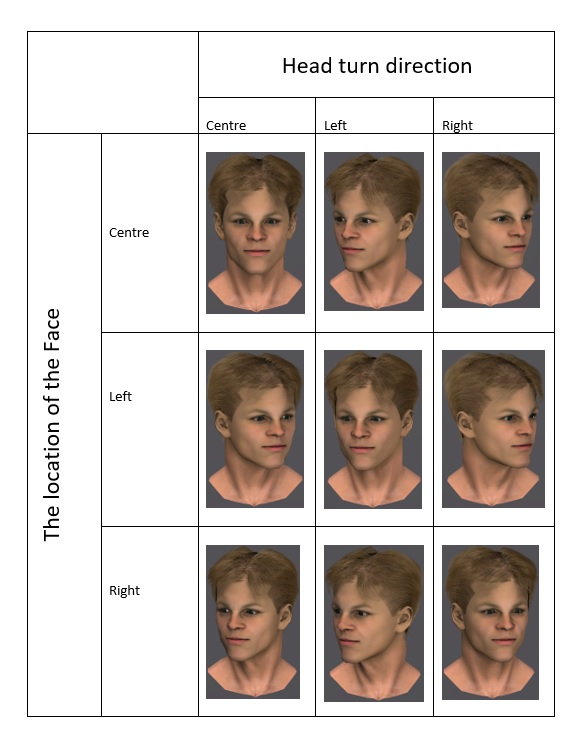 Head turn direction
Centre
Left
Right
The location of the Face
Centre
Left
Right